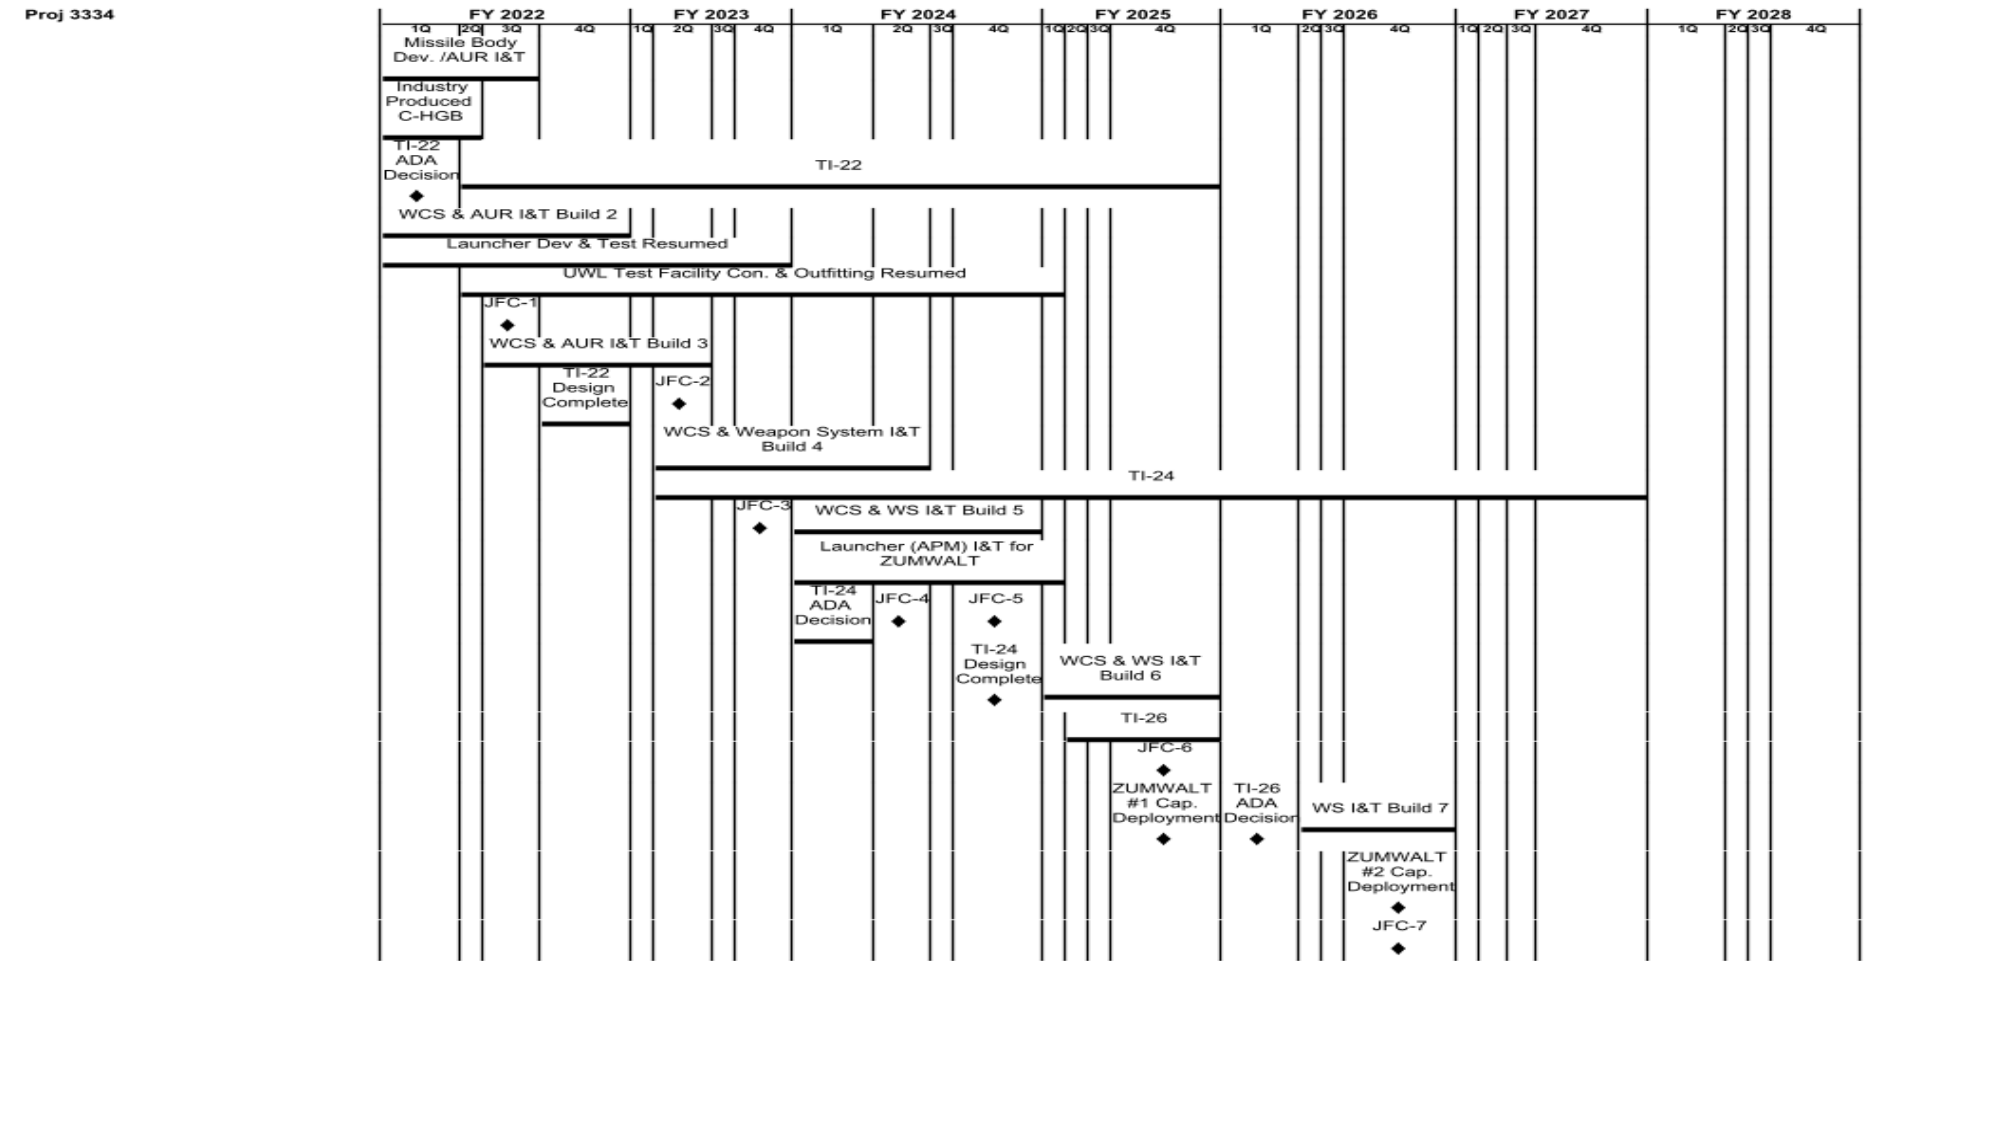 Proj 3334
FY 2022 FY 2023 FY 2024 FY 2025 FY 2026 FY 2027 FY 2028
1Q 2Q 3Q 4Q 1Q 2Q 3Q 4Q 1Q 2Q 3Q 4Q 1Q 2Q 3Q 4Q 1Q 2Q 3Q 4Q 1Q 2Q 3Q 4Q 1Q 2Q 3Q 4Q
Missile Body
Dev. /AUR I&T
Industry
Produced
C-HGB
TI-22
ADA
Decision
TI-22
WCS & AUR I&T Build 2
Launcher Dev & Test Resumed
UWL Test Facility Con. & Outfitting Resumed
JFC-1
WCS & AUR I&T Build 3
TI-22
Design
Complete
JFC-2
WCS & Weapon System I&T
Build 4
TI-24
JFC-3
WCS & WS I&T Build 5
Launcher (APM) I&T for
ZUMWALT
TI-24
ADA
Decision
JFC-4
JFC-5
TI-24
Design
Complete
WCS & WS I&T
Build 6
TI-26
JFC-6
ZUMWALT
#1 Cap.
Deployment
TI-26
ADA
Decision
WS I&T Build 7
ZUMWALT
#2 Cap.
Deployment
JFC-7